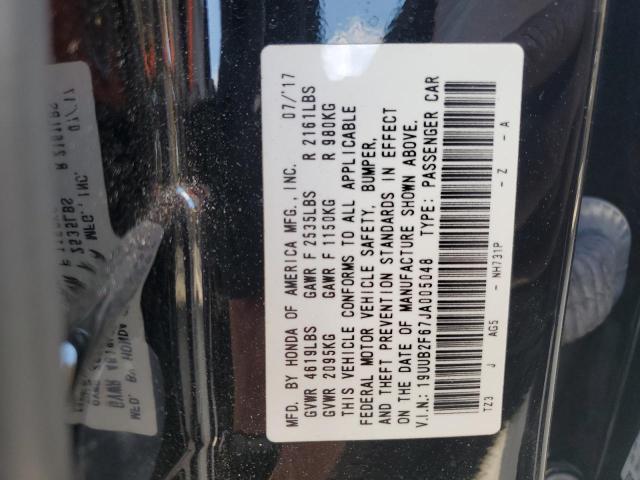 MFD. BY HONDA OF AMERICA MFG., INC. 07/'17
GVWR 4619LBS GAWR F 2535LBS R 2161LBS
GVWR 2095KG GAWR F 1150KG R 980KG
THIS VEHICLE CONFORMS TO ALL APPLICABLE
FEDERAL MOTOR VEHICLE SAFETY, BUMPER,
AND THEFT PREVENTION STANDARDS IN EFFECT
ON THE DATE OF MANUFACTURE SHOWN ABOVE.
V.I.N.: 19UUB2F67JA005048 TYPE: PASSENGER CAR
TZ3 J AG5 - NH731P - Z - A